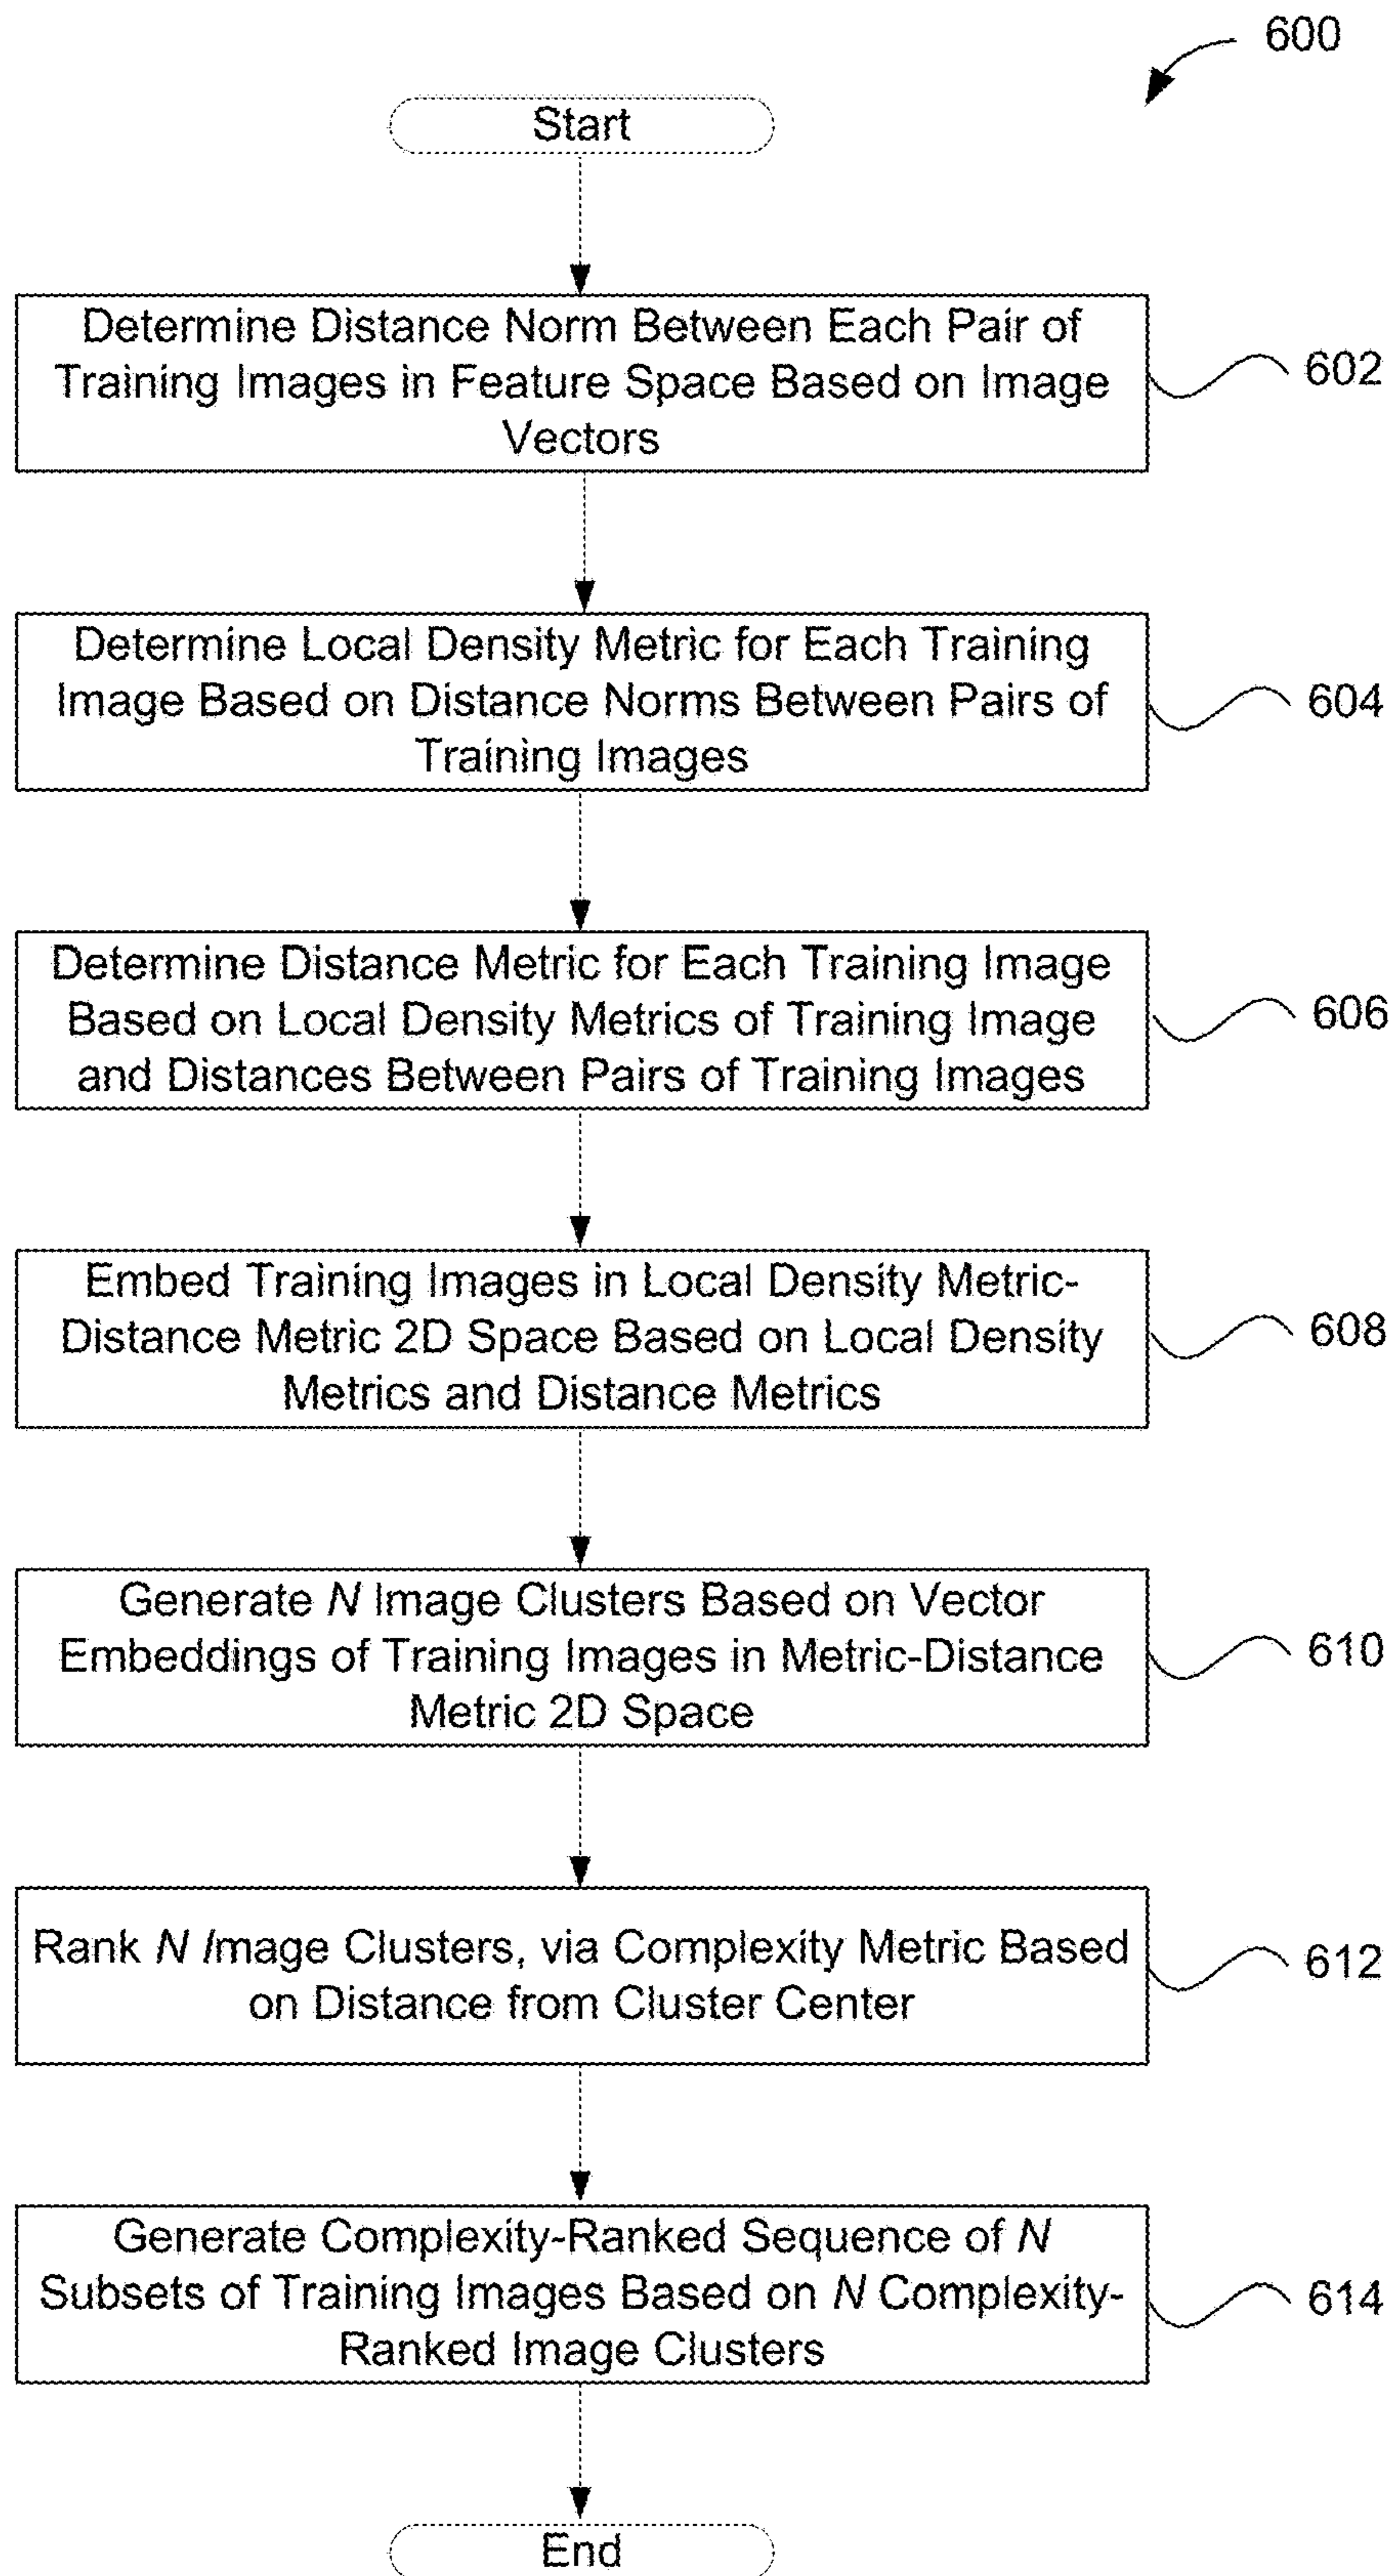 600
Start
Determine Distance Norm Between Each Pair of
Training Images in Feature Space Based on Image
Vectors
602
Determine Local Density Metric for Each Training
Image Based on Distance Norms Between Pairs of
Training Images
604
Determine Distance Metric for Each Training Image
Based on Local Density Metrics of Training Image
and Distances Between Pairs of Training Images
606
Embed Training Images in Local Density Metric-
Distance Metric 2D Space Based on Local Density
Metrics and Distance Metrics
608
Generate N Image Clusters Based on Vector
Embeddings of Training Images in Metric-Distance
Metric 2D Space
610
Rank N Image Clusters, via Complexity Metric Based
on Distance from Cluster Center
612
Generate Complexity-Ranked Sequence of N
Subsets of Training Images Based on N Complexity-
Ranked Image Clusters
614
End